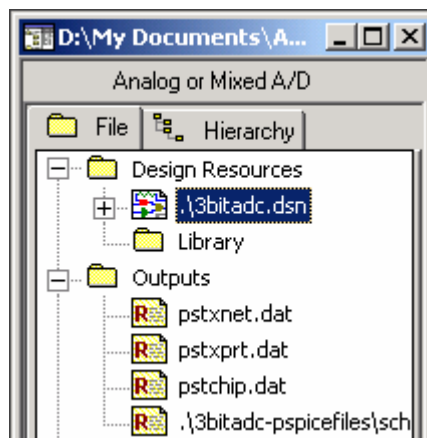 D:\My Documents\A...
Analog or Mixed A/D
File Hierarchy
Design Resources
.\3bitadc.dsn
Library
Outputs
pstxnet.dat
pstxprt.dat
pstchip.dat
.\3bitadc-pspicefiles\sch